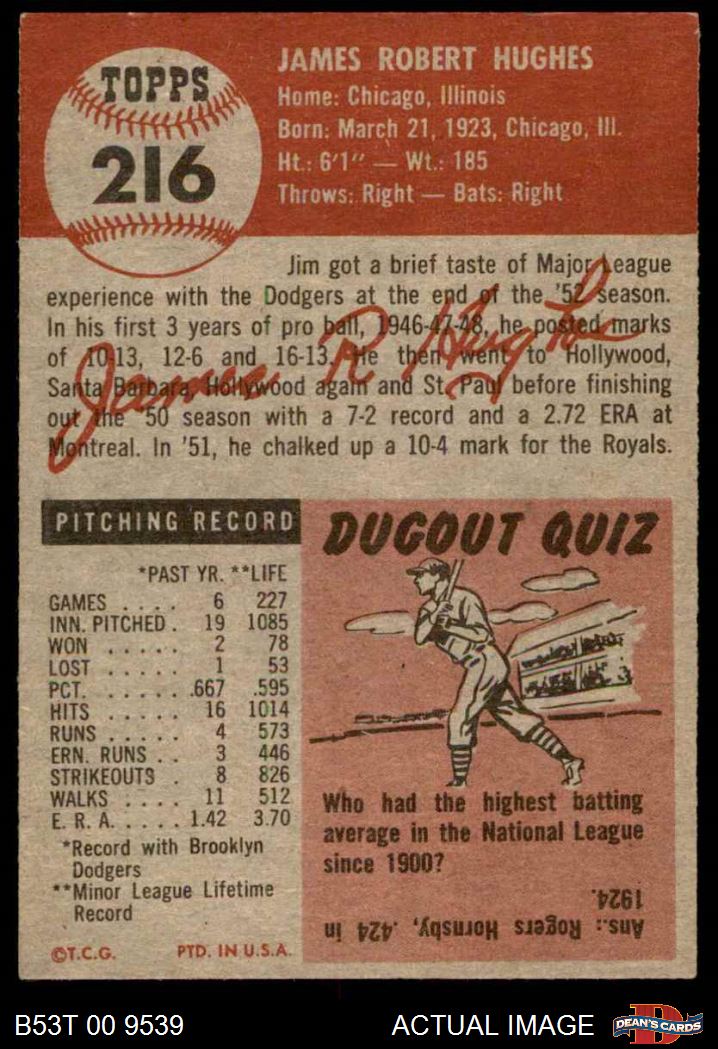 TOPPS
216
JAMES ROBERT HUGHES
Home: Chicago, Illinois
Born: March 21, 1923, Chicago, Ill.
Ht.: 6'1" — Wt.: 185
Throws: Right — Bats: Right
Jim got a brief taste of Major League
experience with the Dodgers at the end of the '52 season.
In his first 3 years of pro ball, 1946-47-48, he posted marks
of 10-13, 12-6 and 16-13. He then went to Hollywood,
Santa Barbara, Hollywood again and St. Paul before finishing
out the '50 season with a 7-2 record and a 2.72 ERA at
Montreal. In '51, he chalked up a 10-4 mark for the Royals.
James R Hughes
PITCHING RECORD
*PAST YR. **LIFE
GAMES . . . . 6 227
INN. PITCHED . 19 1085
WON . . . . . 2 78
LOST . . . . . 1 53
PCT. . . . . . .667 .595
HITS . . . . . 16 1014
RUNS . . . . . 4 573
ERN. RUNS . . 3 446
STRIKEOUTS . 8 826
WALKS . . . . 11 512
E. R. A. . . . . 1.42 3.70
*Record with Brooklyn
Dodgers
**Minor League Lifetime
Record
©T.C.G. PTD. IN U.S.A.
DUGOUT QUIZ
Who had the highest batting
average in the National League
since 1900?
Ans.: Rogers Hornsby, .424 in
1924.
B53T 00 9539 ACTUAL IMAGE
DEAN'S CARDS